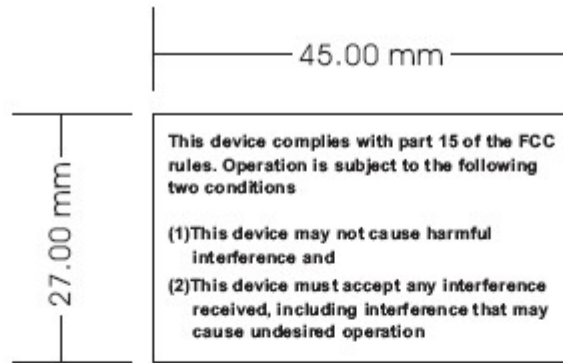 45.00 mm
27.00 mm
This device complies with part 15 of the FCC
rules. Operation is subject to the following
two conditions
(1)This device may not cause harmful
interference and
(2)This device must accept any interference
received, including interference that may
cause undesired operation